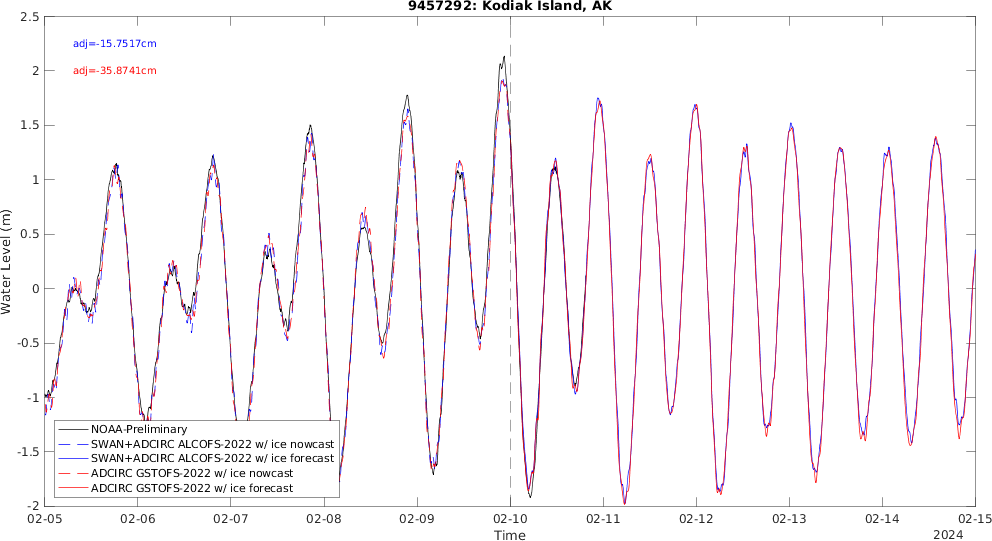 9457292: Kodiak Island, AK
adj=-15.7517cm
adj=-35.8741cm
2.5
2
1.5
1
0.5
0
-0.5
-1
-1.5
-2
Water Level (m)
NOAA-Preliminary
SWAN+ADCIRC ALCOFS-2022 w/ ice nowcast
SWAN+ADCIRC ALCOFS-2022 w/ ice forecast
ADCIRC GSTOFS-2022 w/ ice nowcast
ADCIRC GSTOFS-2022 w/ ice forecast
02-05 02-06 02-07 02-08 02-09 02-10 02-11 02-12 02-13 02-14 02-15
Time
2024